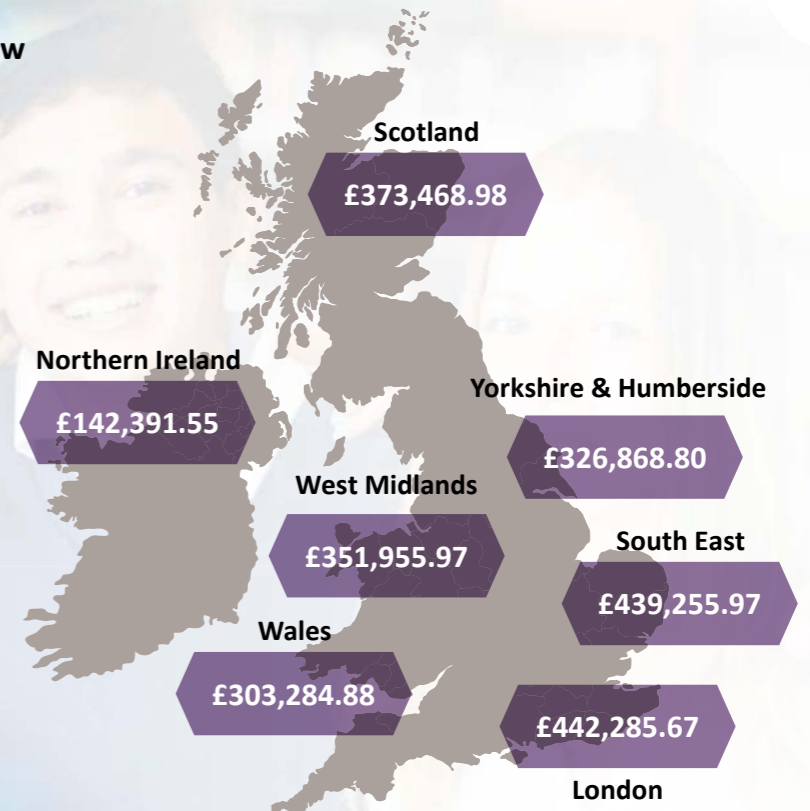 w
Scotland
£373,468.98
Northern Ireland
£142,391.55
Yorkshire & Humberside
£326,868.80
West Midlands
£351,955.97
South East
£439,255.97
Wales
£303,284.88
£442,285.67
London